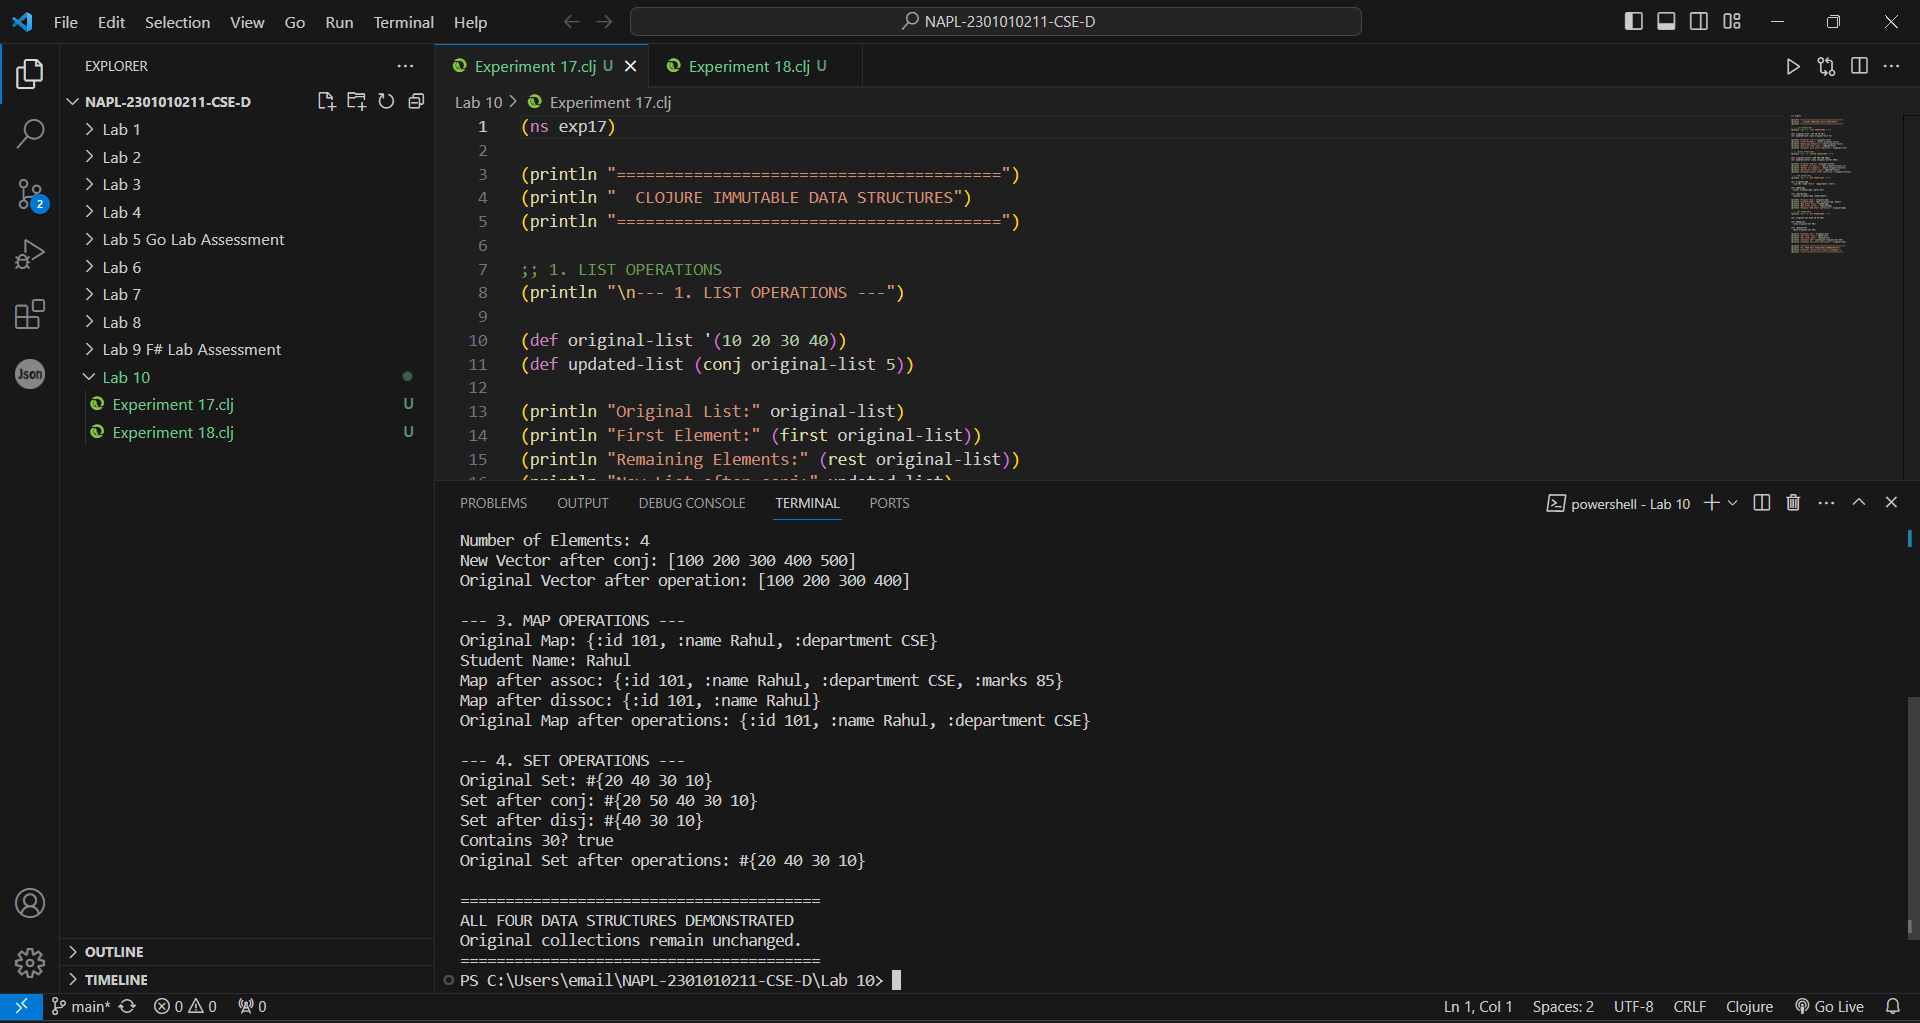 File Edit Selection View Go Run Terminal Help
NAPL-2301010211-CSE-D
EXPLORER
NAPL-2301010211-CSE-D
Lab 1
Lab 2
Lab 3
Lab 4
Lab 5 Go Lab Assessment
Lab 6
Lab 7
Lab 8
Lab 9 F# Lab Assessment
Lab 10
Experiment 17.clj U
Experiment 18.clj U
OUTLINE
TIMELINE
2
Json
Experiment 17.clj U
Experiment 18.clj U
Lab 10 > Experiment 17.clj
1 (ns exp17)
2
3 (println "========================================")
4 (println "  CLOJURE IMMUTABLE DATA STRUCTURES")
5 (println "========================================")
6
7 ;; 1. LIST OPERATIONS
8 (println "\n--- 1. LIST OPERATIONS ---")
9
10 (def original-list '(10 20 30 40))
11 (def updated-list (conj original-list 5))
12
13 (println "Original List:" original-list)
14 (println "First Element:" (first original-list))
15 (println "Remaining Elements:" (rest original-list))
PROBLEMS OUTPUT DEBUG CONSOLE TERMINAL PORTS
powershell - Lab 10
Number of Elements: 4
New Vector after conj: [100 200 300 400 500]
Original Vector after operation: [100 200 300 400]
--- 3. MAP OPERATIONS ---
Original Map: {:id 101, :name Rahul, :department CSE}
Student Name: Rahul
Map after assoc: {:id 101, :name Rahul, :department CSE, :marks 85}
Map after dissoc: {:id 101, :name Rahul}
Original Map after operations: {:id 101, :name Rahul, :department CSE}
--- 4. SET OPERATIONS ---
Original Set: #{20 40 30 10}
Set after conj: #{20 50 40 30 10}
Set after disj: #{40 30 10}
Contains 30? true
Original Set after operations: #{20 40 30 10}
========================================
ALL FOUR DATA STRUCTURES DEMONSTRATED
Original collections remain unchanged.
========================================
PS C:\Users\email\NAPL-2301010211-CSE-D\Lab 10>
main* 0 0 0
Ln 1, Col 1 Spaces: 2 UTF-8 CRLF Clojure Go Live